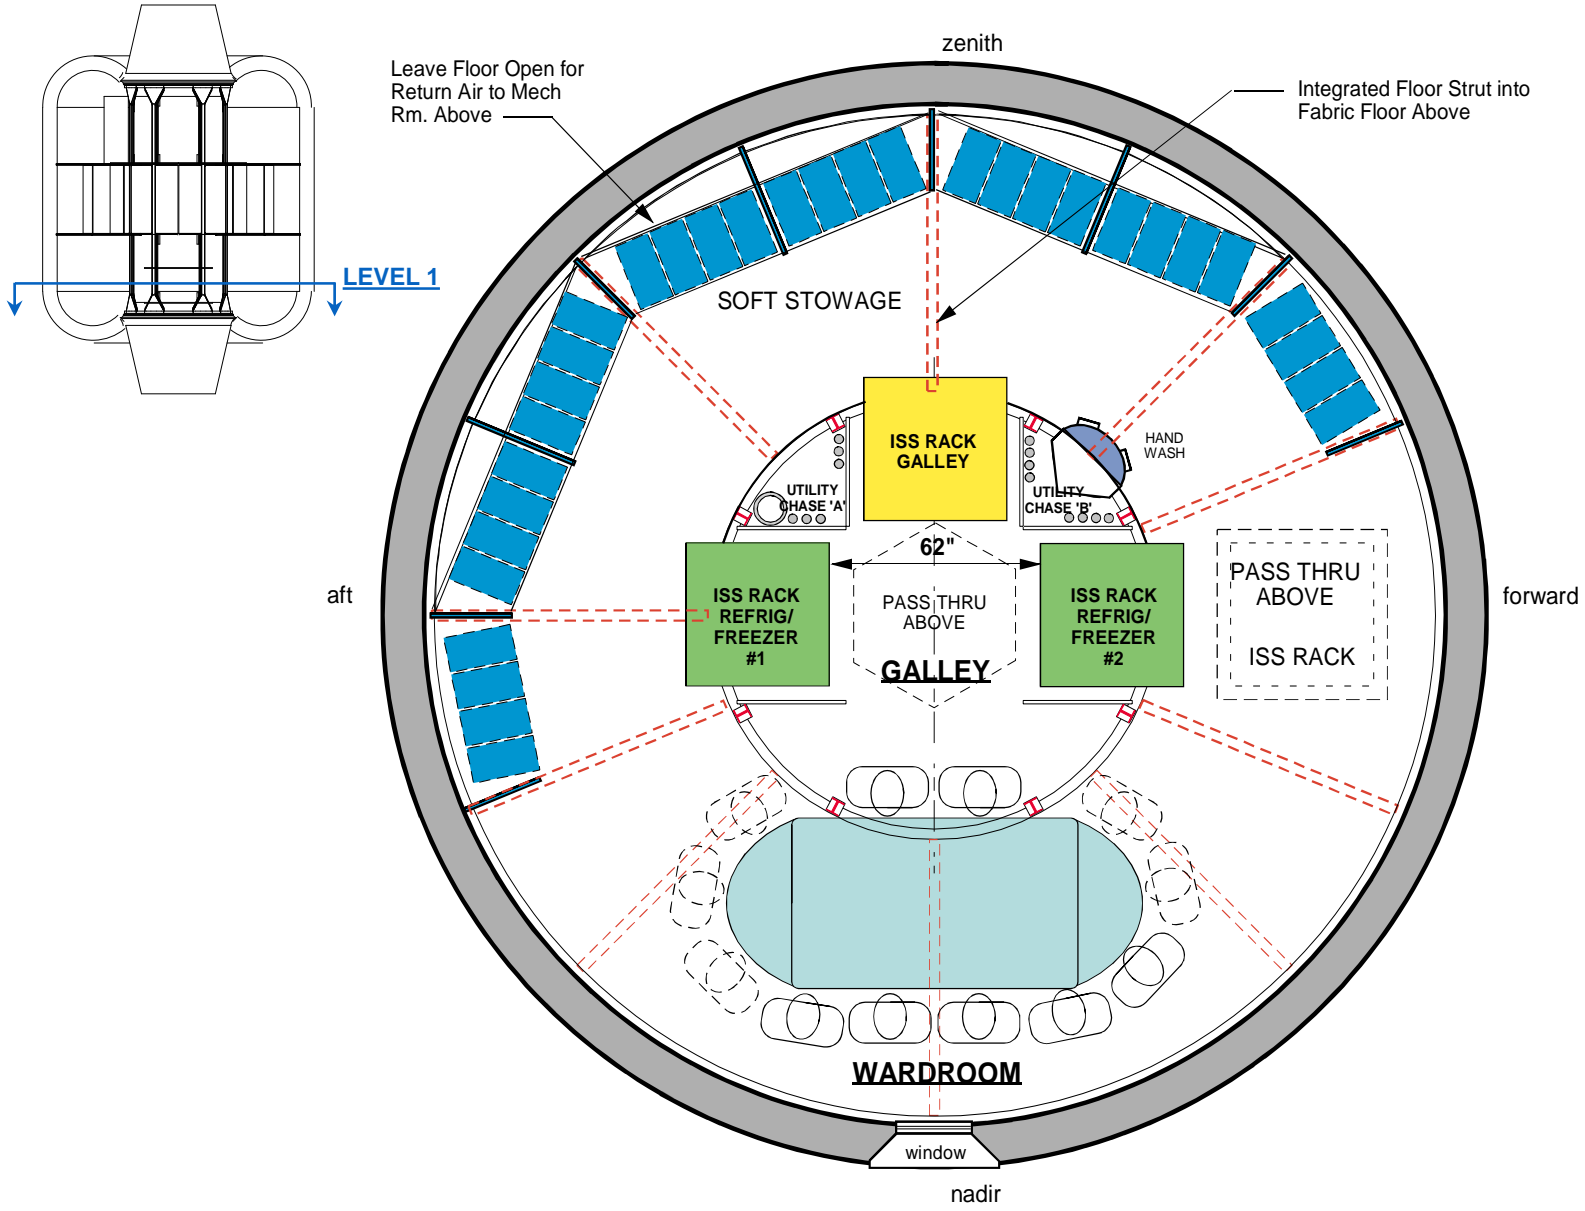 zenith
Leave Floor Open for
Return Air to Mech
Rm. Above
Integrated Floor Strut into
Fabric Floor Above
LEVEL 1
SOFT STOWAGE
ISS RACK
GALLEY
HAND
WASH
UTILITY
CHASE 'A'
UTILITY
CHASE 'B'
62"
ISS RACK
REFRIG/
FREEZER
#1
PASS THRU
ABOVE
GALLEY
ISS RACK
REFRIG/
FREEZER
#2
PASS THRU
ABOVE
ISS RACK
aft
forward
WARDROOM
window
nadir